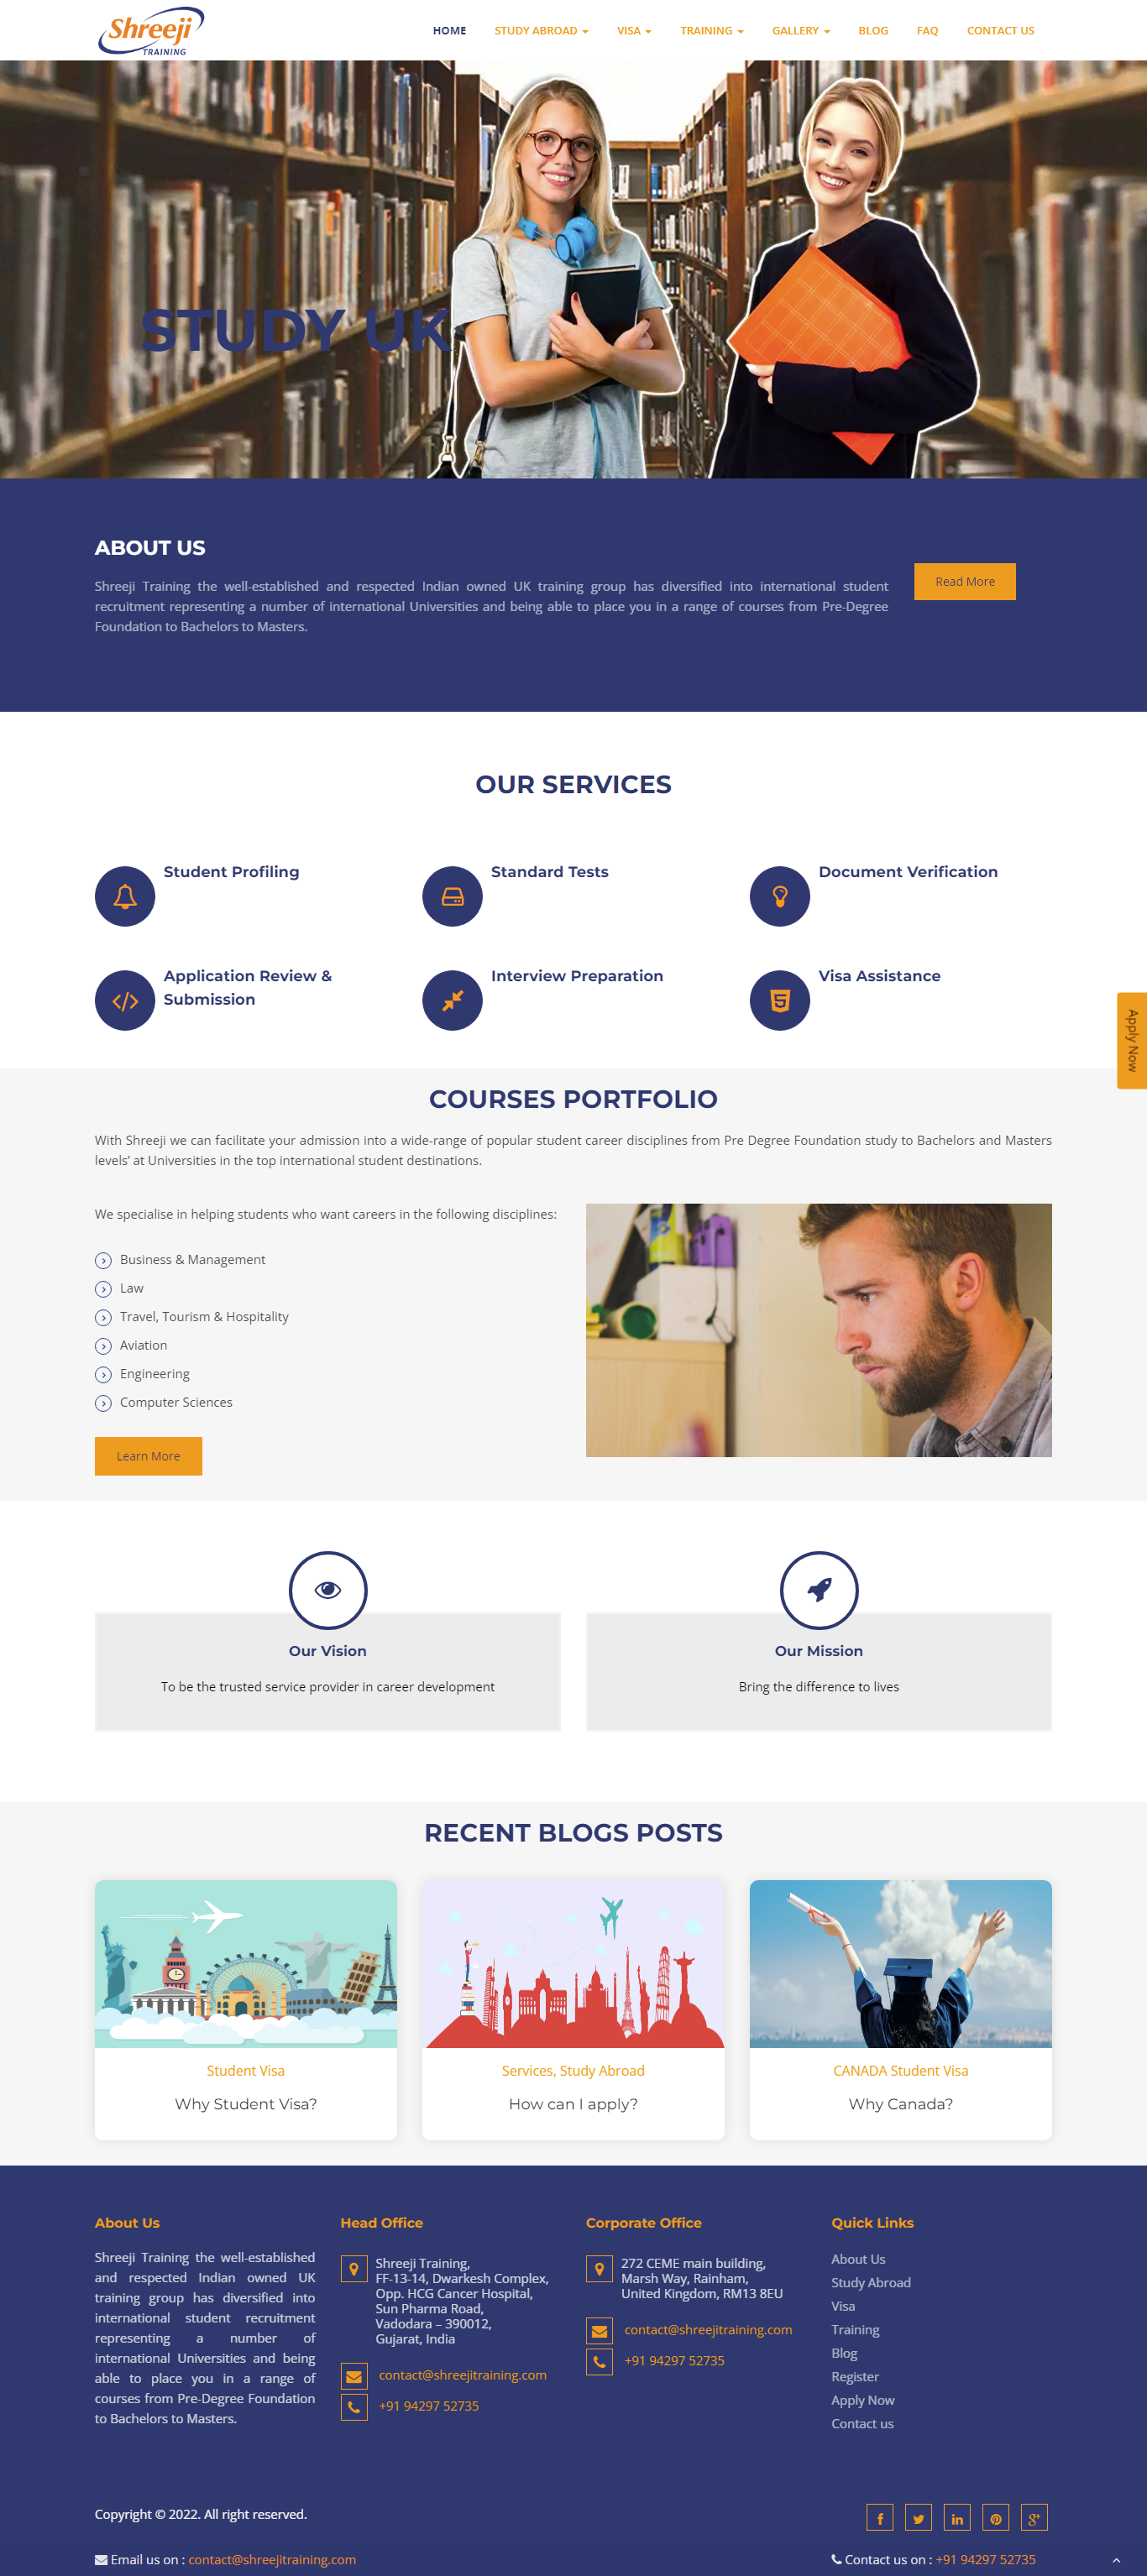 Shreeji
TRAINING
HOME STUDY ABROAD VISA TRAINING GALLERY BLOG FAQ CONTACT US
STUDY UK
ABOUT US
Shreeji Training the well-established and respected Indian owned UK training group has diversified into international student
recruitment representing a number of international Universities and being able to place you in a range of courses from Pre-Degree
Foundation to Bachelors to Masters.
Read More
OUR SERVICES
Student Profiling
Standard Tests
Document Verification
Application Review &
Submission
Interview Preparation
Visa Assistance
Apply Now
COURSES PORTFOLIO
With Shreeji we can facilitate your admission into a wide-range of popular student career disciplines from Pre Degree Foundation study to Bachelors and Masters
levels’ at Universities in the top international student destinations.
We specialise in helping students who want careers in the following disciplines:
Business & Management
Law
Travel, Tourism & Hospitality
Aviation
Engineering
Computer Sciences
Learn More
Our Vision
To be the trusted service provider in career development
Our Mission
Bring the difference to lives
RECENT BLOGS POSTS
Student Visa
Why Student Visa?
Services, Study Abroad
How can I apply?
CANADA Student Visa
Why Canada?
About Us
Shreeji Training the well-established
and respected Indian owned UK
training group has diversified into
international student recruitment
representing a number of
international Universities and being
able to place you in a range of
courses from Pre-Degree Foundation
to Bachelors to Masters.
Head Office
Shreeji Training,
FF-13-14, Dwarkesh Complex,
Opp. HCG Cancer Hospital,
Sun Pharma Road,
Vadodara – 390012,
Gujarat, India
contact@shreejitraining.com
+91 94297 52735
Corporate Office
272 CEME main building,
Marsh Way, Rainham,
United Kingdom, RM13 8EU
contact@shreejitraining.com
+91 94297 52735
Quick Links
About Us
Study Abroad
Visa
Training
Blog
Register
Apply Now
Contact us
Copyright © 2022. All right reserved.
Email us on : contact@shreejitraining.com
Contact us on : +91 94297 52735